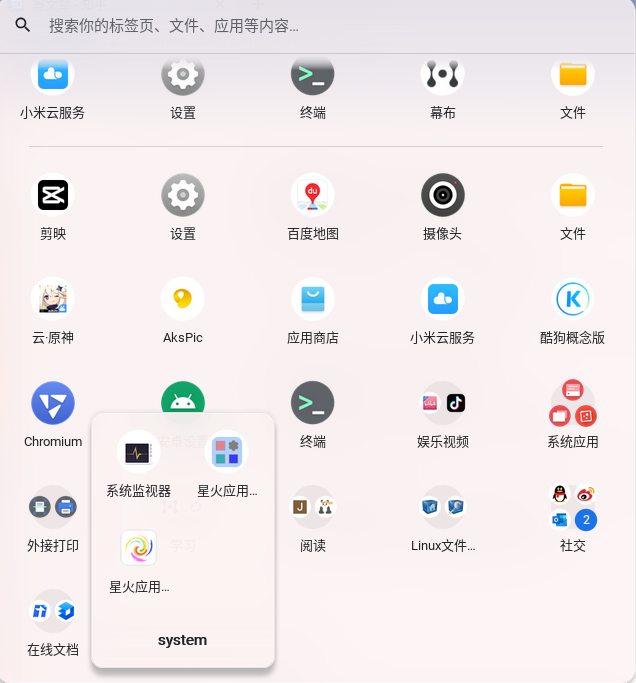 搜索你的标签页、文件、应用等内容…
小米云服务
设置
终端
幕布
文件
剪映
设置
百度地图
摄像头
文件
云·原神
AksPic
应用商店
小米云服务
酷狗概念版
Chromium
终端
娱乐视频
系统应用
系统监视器
星火应用…
外接打印
学习
阅读
Linux文件…
2
社交
星火应用…
在线文档
system